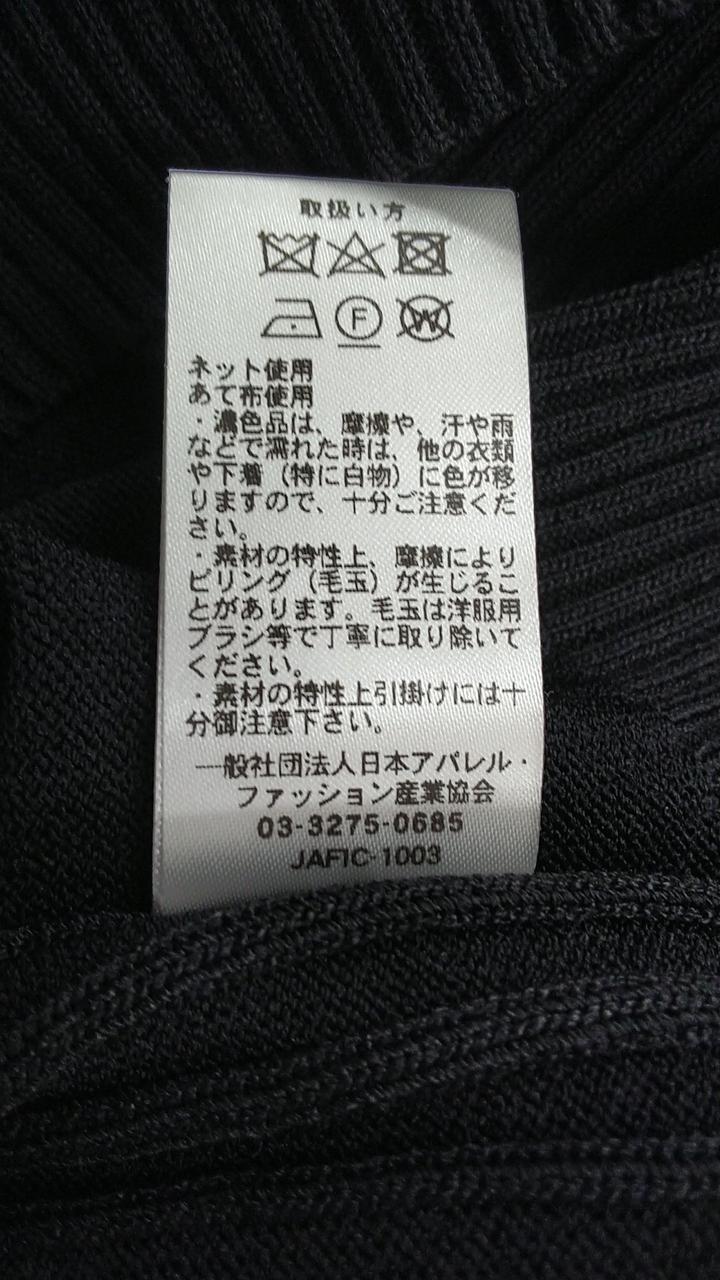 取扱い方
F W
ネット使用
あて布使用
・濃色品は、摩擦や、汗や雨
などで濡れた時は、他の衣類
や下着（特に白物）に色が移
りますので、十分ご注意くだ
さい。
・素材の特性上、摩擦により
ピリング（毛玉）が生じるこ
とがあります。毛玉は洋服用
ブラシ等で丁寧に取り除いて
ください。
・素材の特性上引掛けには十
分御注意下さい。
一般社団法人日本アパレル・
ファッション産業協会
03-3275-0685
JAFIC-1003